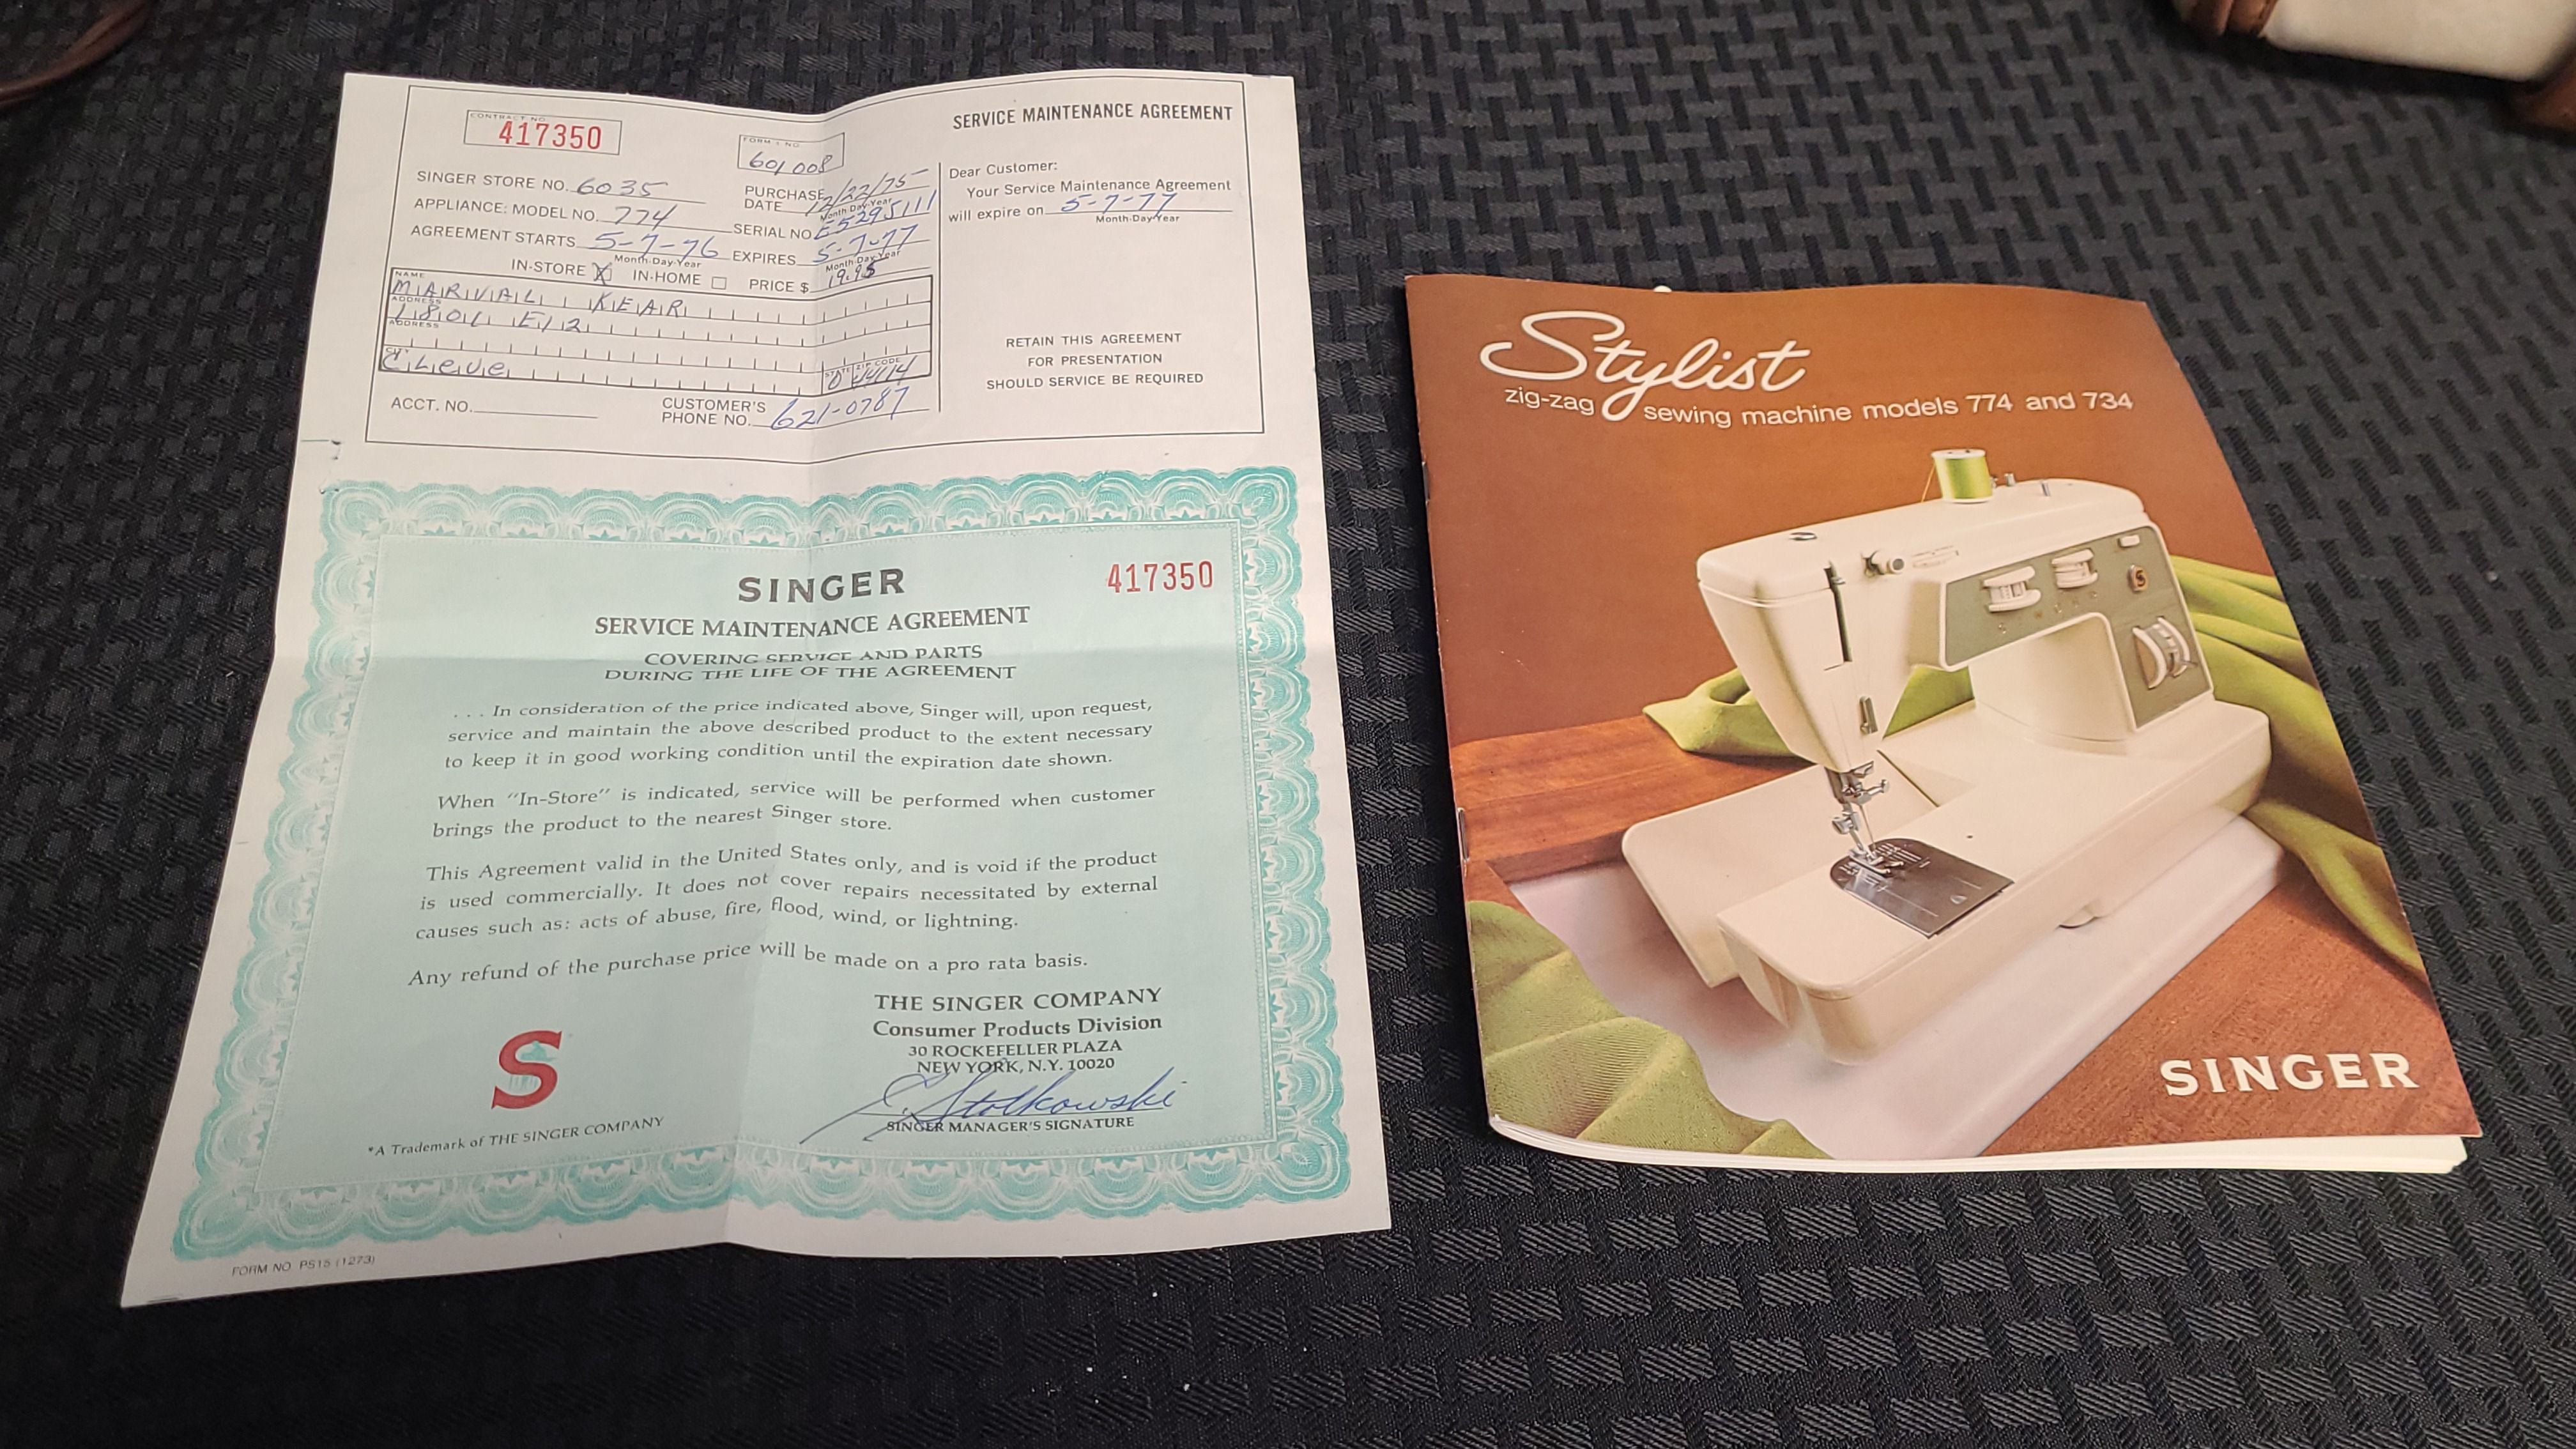 CONTRACT NO.
417350
FORM 1 NO.
601008
SERVICE MAINTENANCE AGREEMENT
SINGER STORE NO. 6035
PURCHASE DATE 12/22/75
Month-Day-Year
APPLIANCE: MODEL NO. 774
SERIAL NO. E5295111
AGREEMENT STARTS 5-7-76 EXPIRES 5-7-77
Month-Day-Year
Month-Day-Year
IN-STORE X IN-HOME PRICE $ 19.95
NAME
MARVAL KEAR
ADDRESS
1801 E12
ADDRESS
CITY
STATE ZIP CODE
CLeve O 44114
ACCT. NO.
CUSTOMER'S
PHONE NO. 621-0787
Dear Customer:
Your Service Maintenance Agreement
will expire on 5-7-77
Month-Day-Year
RETAIN THIS AGREEMENT
FOR PRESENTATION
SHOULD SERVICE BE REQUIRED
SINGER
417350
SERVICE MAINTENANCE AGREEMENT
COVERING SERVICE AND PARTS
DURING THE LIFE OF THE AGREEMENT
. . . In consideration of the price indicated above, Singer will, upon request,
service and maintain the above described product to the extent necessary
to keep it in good working condition until the expiration date shown.
When "In-Store" is indicated, service will be performed when customer
brings the product to the nearest Singer store.
This Agreement valid in the United States only, and is void if the product
is used commercially. It does not cover repairs necessitated by external
causes such as: acts of abuse, fire, flood, wind, or lightning.
Any refund of the purchase price will be made on a pro rata basis.
THE SINGER COMPANY
Consumer Products Division
30 ROCKEFELLER PLAZA
NEW YORK, N.Y. 10020
S
Stolkowski
SINGER MANAGER'S SIGNATURE
*A Trademark of THE SINGER COMPANY
FORM NO PS15 (1273)
Stylist
zig-zag sewing machine models 774 and 734
S
SINGER